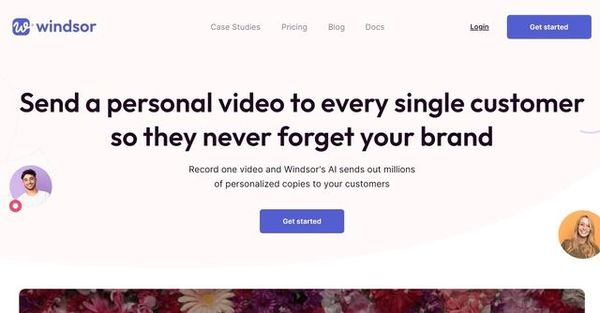 windsor
Case Studies
Pricing
Blog
Docs
Login
Get started
Send a personal video to every single customer
so they never forget your brand
Record one video and Windsor's AI sends out millions
of personalized copies to your customers
Get started